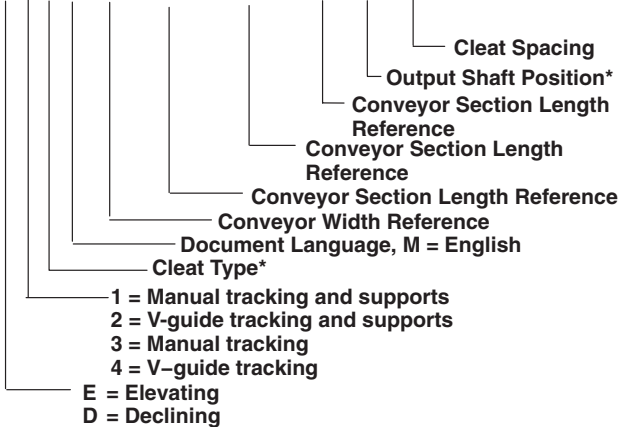 Cleat Spacing
Output Shaft Position*
Conveyor Section Length
Reference
Conveyor Section Length
Reference
Conveyor Section Length Reference
Conveyor Width Reference
Document Language, M = English
Cleat Type*
1 = Manual tracking and supports
2 = V-guide tracking and supports
3 = Manual tracking
4 = V−guide tracking
E = Elevating
D = Declining